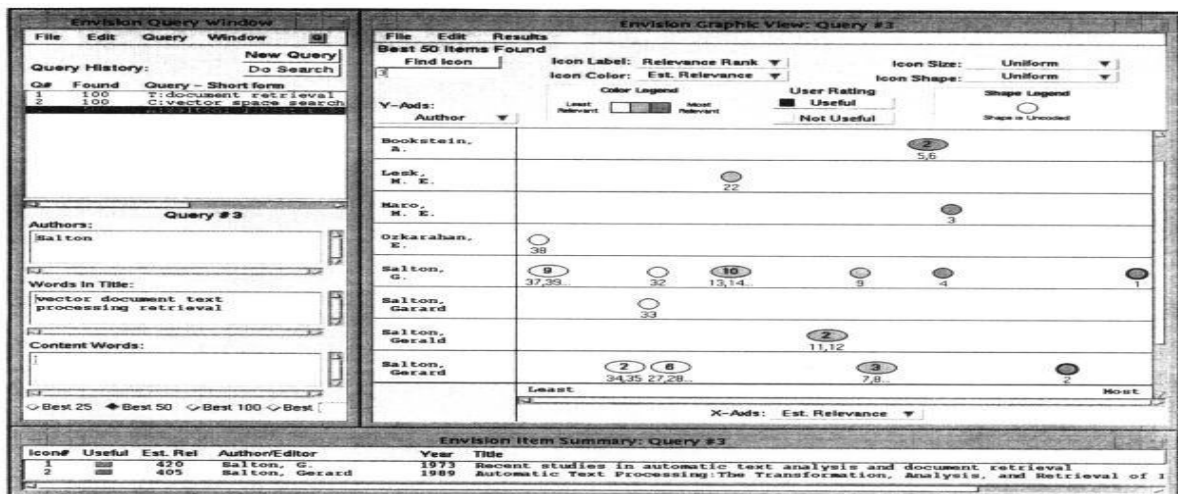 Envision Query Window
File Edit Query Window
New Query
Query History: Do Search
Q# Found Query - Short form
1 100 T:document retrieval
2 100 C:vector space search
Query #3
Authors:
Salton
Words In Title:
vector document text
processing retrieval
Content Words:
Best 25 Best 50 Best 100 Best
Envision Graphic View: Query #3
File Edit Results
Best 50 Items Found
Find Icon
3
Icon Label: Relevance Rank
Icon Size: Uniform
Icon Color: Est. Relevance
Icon Shape: Uniform
Y-Axis:
Author
Color Legend
Least Relevant
Most Relevant
User Rating
Useful
Not Useful
Shape Legend
Shape is Uncoded
Bookstein, A.
2
5,6
Lesk, M. E.
22
Maro, M. E.
3
Ozkarahan, E.
38
Salton, G.
9 10
37,39.. 32 13,14.. 9 4 1
Salton, Garard
33
Salton, Gerald
2
11,12
Salton, Gerard
2 6 3
34,35 27,28.. 7,8.. 2
Least Most
X-Axis: Est. Relevance
Envision Item Summary: Query #3
Icon# Useful Est. Rel Author/Editor Year Title
1 420 Salton, G. 1973 Recent studies in automatic text analysis and document retrieval
2 405 Salton, Gerard 1989 Automatic Text Processing:The Transformation, Analysis, and Retrieval of